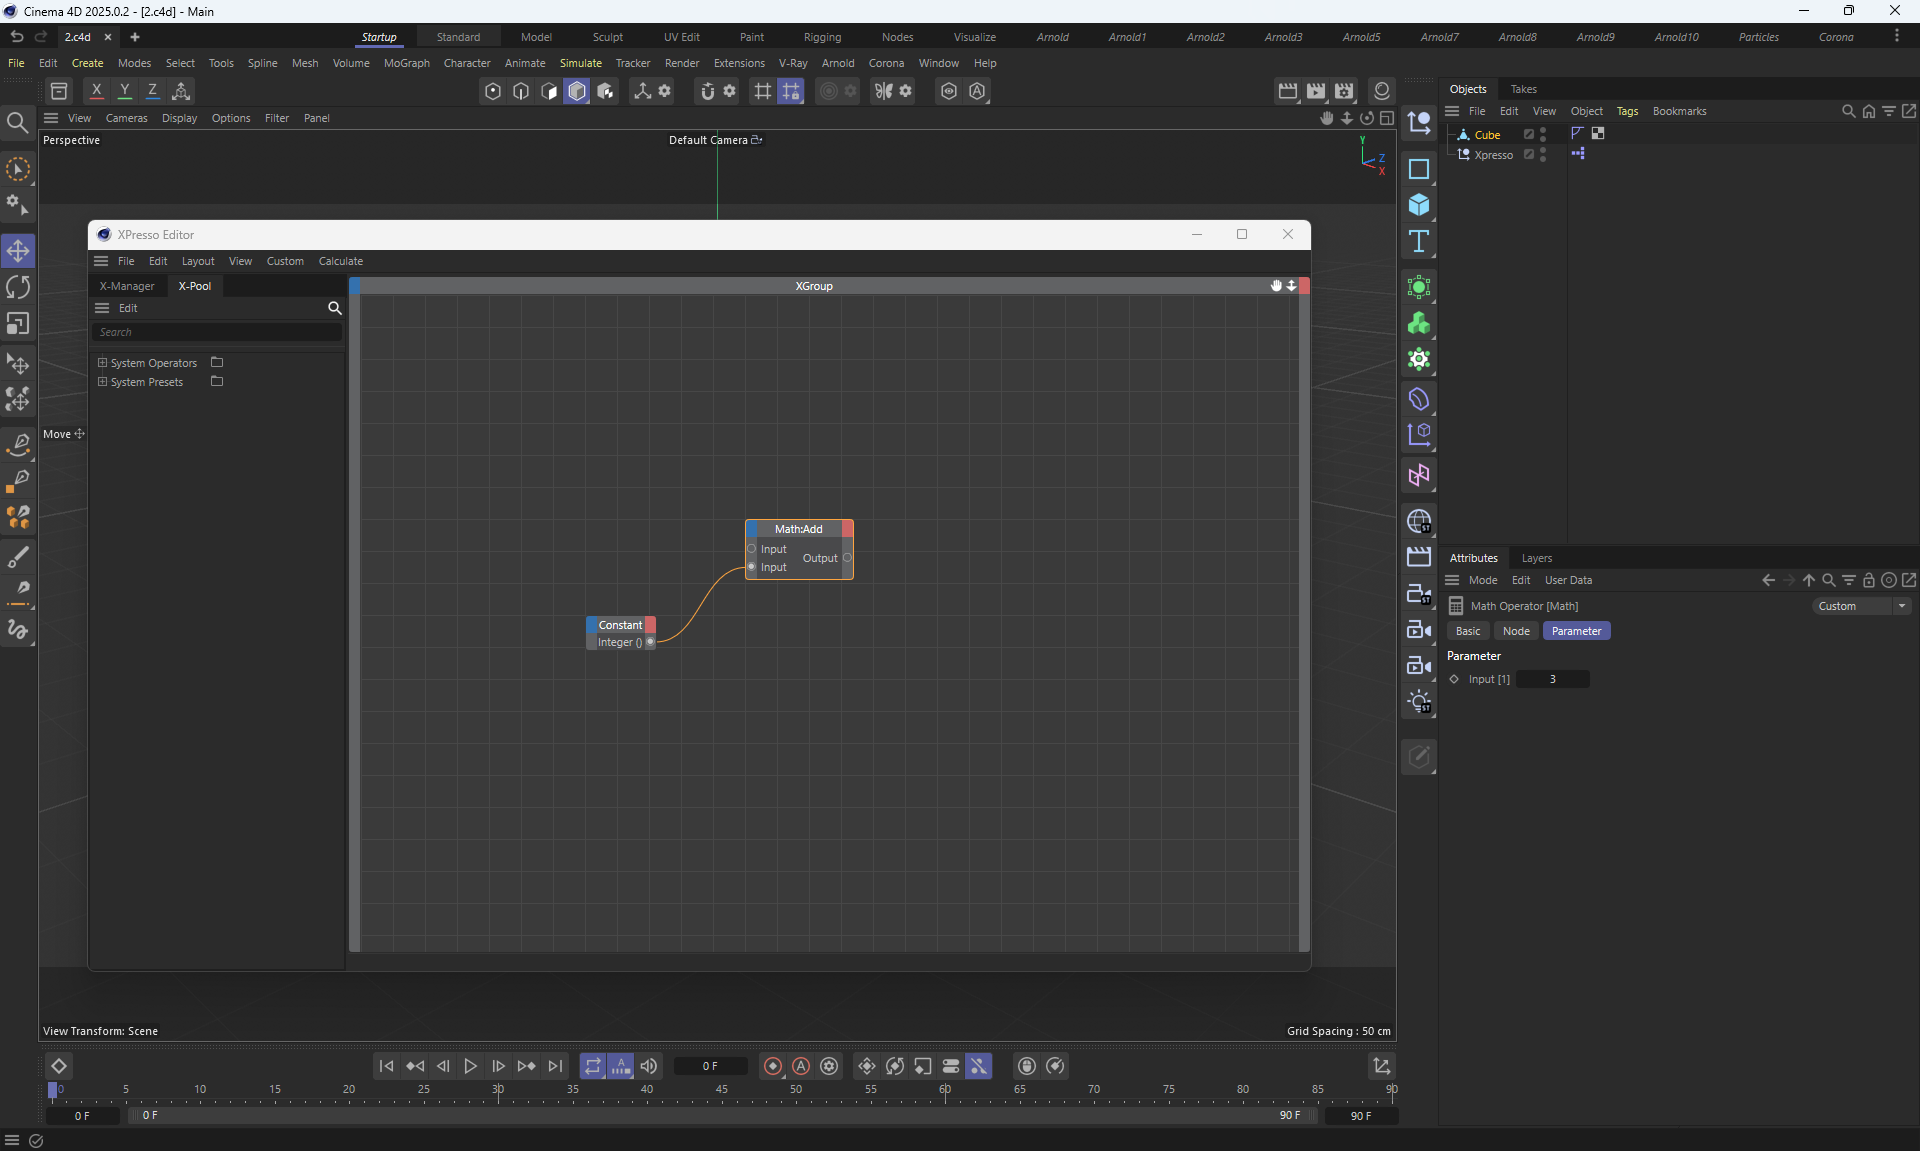 Cinema 4D 2025.0.2 - [2.c4d] - Main
2.c4d
Startup Standard Model Sculpt UV Edit Paint Rigging Nodes Visualize Arnold Arnold1 Arnold2 Arnold3 Arnold5 Arnold7 Arnold8 Arnold9 Arnold10 Particles Corona
File Edit Create Modes Select Tools Spline Mesh Volume MoGraph Character Animate Simulate Tracker Render Extensions V-Ray Arnold Corona Window Help
X Y Z
View Cameras Display Options Filter Panel
Perspective
Default Camera
Y
Z
X
Move
XPresso Editor
File Edit Layout View Custom Calculate
X-Manager X-Pool
Edit
Search
System Operators
System Presets
XGroup
Math:Add
Input
Output
Input
Constant
Integer ()
View Transform: Scene
Grid Spacing : 50 cm
Objects Takes
File Edit View Object Tags Bookmarks
Cube
Xpresso
ST
ST
ST
Attributes Layers
Mode Edit User Data
Math Operator [Math]
Custom
Basic Node Parameter
Parameter
Input [1] 3
0 F
0 5 10 15 20 25 30 35 40 45 50 55 60 65 70 75 80 85 90
0 F 0 F 90 F 90 F